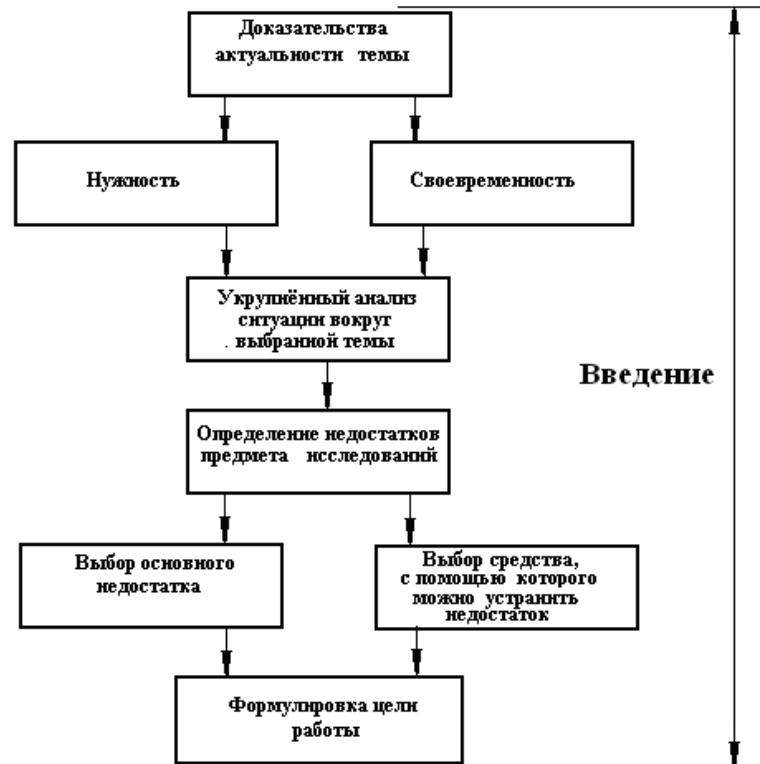 Доказательства
актуальности темы
Нужность
Своевременность
Укрупнённый анализ
ситуации вокруг
. выбранной темы
Введение
Определение недостатков
предмета исследований
Выбор основного
недостатка
Выбор средства,
с помощью которого
можно устранить
недостаток
Формулировка цели
работы